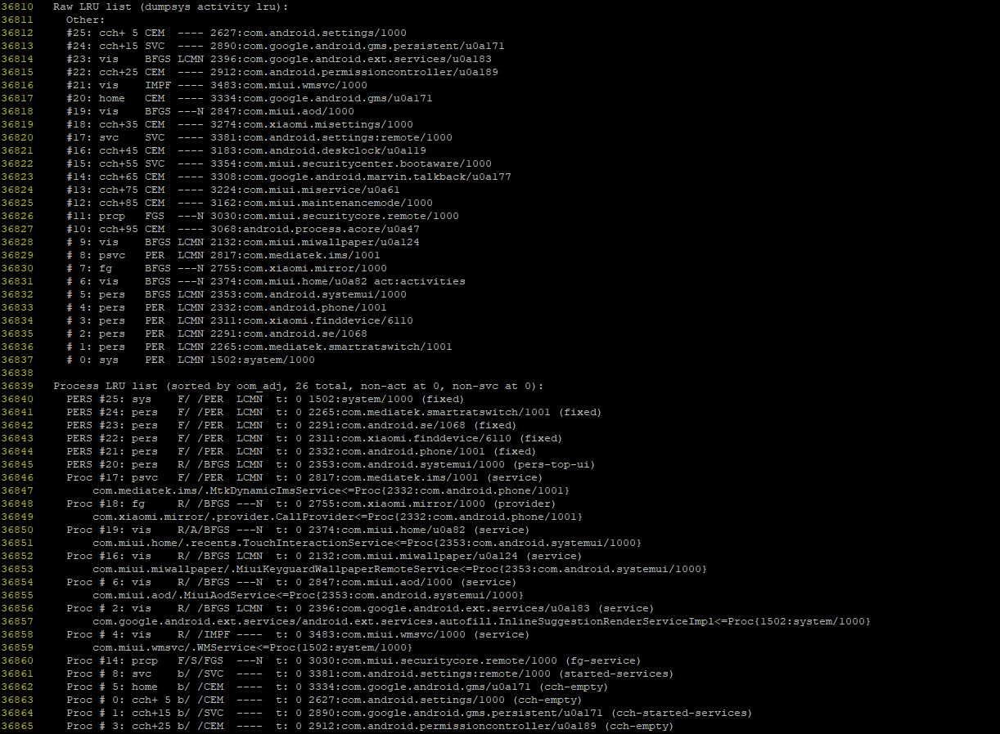 36810   Raw LRU list (dumpsys activity lru):
36811     Other:
36812     #25: cch+ 5 CEM  ---- 2627:com.android.settings/1000
36813     #24: cch+15 SVC  ---- 2890:com.google.android.gms.persistent/u0a171
36814     #23: vis    BFGS LCMN 2396:com.google.android.ext.services/u0a183
36815     #22: cch+25 CEM  ---- 2912:com.android.permissioncontroller/u0a189
36816     #21: vis    IMPF ---- 3483:com.miui.wmsvc/1000
36817     #20: home   CEM  ---- 3334:com.google.android.gms/u0a171
36818     #19: vis    BFGS ---N 2847:com.miui.aod/1000
36819     #18: cch+35 CEM  ---- 3274:com.xiaomi.misettings/1000
36820     #17: svc    SVC  ---- 3381:com.android.settings:remote/1000
36821     #16: cch+45 CEM  ---- 3183:com.android.deskclock/u0a119
36822     #15: cch+55 SVC  ---- 3354:com.miui.securitycenter.bootaware/1000
36823     #14: cch+65 CEM  ---- 3308:com.google.android.marvin.talkback/u0a177
36824     #13: cch+75 CEM  ---- 3224:com.miui.miservice/u0a61
36825     #12: cch+85 CEM  ---- 3162:com.miui.maintenancemode/1000
36826     #11: prcp   FGS  ---N 3030:com.miui.securitycore.remote/1000
36827     #10: cch+95 CEM  ---- 3068:android.process.acore/u0a47
36828     # 9: vis    BFGS LCMN 2132:com.miui.miwallpaper/u0a124
36829     # 8: psvc   PER  LCMN 2817:com.mediatek.ims/1001
36830     # 7: fg     BFGS ---N 2755:com.xiaomi.mirror/1000
36831     # 6: vis    BFGS ---N 2374:com.miui.home/u0a82 act:activities
36832     # 5: pers   BFGS LCMN 2353:com.android.systemui/1000
36833     # 4: pers   PER  LCMN 2332:com.android.phone/1001
36834     # 3: pers   PER  LCMN 2311:com.xiaomi.finddevice/6110
36835     # 2: pers   PER  LCMN 2291:com.android.se/1068
36836     # 1: pers   PER  LCMN 2265:com.mediatek.smartratswitch/1001
36837     # 0: sys    PER  LCMN 1502:system/1000
36838
36839   Process LRU list (sorted by oom_adj, 26 total, non-act at 0, non-svc at 0):
36840     PERS #25: sys    F/ /PER  LCMN  t: 0 1502:system/1000 (fixed)
36841     PERS #24: pers   F/ /PER  LCMN  t: 0 2265:com.mediatek.smartratswitch/1001 (fixed)
36842     PERS #23: pers   F/ /PER  LCMN  t: 0 2291:com.android.se/1068 (fixed)
36843     PERS #22: pers   F/ /PER  LCMN  t: 0 2311:com.xiaomi.finddevice/6110 (fixed)
36844     PERS #21: pers   F/ /PER  LCMN  t: 0 2332:com.android.phone/1001 (fixed)
36845     PERS #20: pers   R/ /BFGS LCMN  t: 0 2353:com.android.systemui/1000 (pers-top-ui)
36846     Proc #17: psvc   F/ /PER  LCMN  t: 0 2817:com.mediatek.ims/1001 (service)
36847         com.mediatek.ims/.MtkDynamicImsService<=Proc{2332:com.android.phone/1001}
36848     Proc #18: fg     R/ /BFGS ---N  t: 0 2755:com.xiaomi.mirror/1000 (provider)
36849         com.xiaomi.mirror/.provider.CallProvider<=Proc{2332:com.android.phone/1001}
36850     Proc #19: vis    R/A/BFGS ---N  t: 0 2374:com.miui.home/u0a82 (service)
36851         com.miui.home/.recents.TouchInteractionService<=Proc{2353:com.android.systemui/1000}
36852     Proc #16: vis    R/ /BFGS LCMN  t: 0 2132:com.miui.miwallpaper/u0a124 (service)
36853         com.miui.miwallpaper/.MiuiKeyguardWallpaperRemoteService<=Proc{2353:com.android.systemui/1000}
36854     Proc # 6: vis    R/ /BFGS ---N  t: 0 2847:com.miui.aod/1000 (service)
36855         com.miui.aod/.MiuiAodService<=Proc{2353:com.android.systemui/1000}
36856     Proc # 2: vis    R/ /BFGS LCMN  t: 0 2396:com.google.android.ext.services/u0a183 (service)
36857         com.google.android.ext.services/android.ext.services.autofill.InlineSuggestionRenderServiceImpl<=Proc{1502:system/1000}
36858     Proc # 4: vis    R/ /IMPF ----  t: 0 3483:com.miui.wmsvc/1000 (service)
36859         com.miui.wmsvc/.WMService<=Proc{1502:system/1000}
36860     Proc #14: prcp   F/S/FGS  ---N  t: 0 3030:com.miui.securitycore.remote/1000 (fg-service)
36861     Proc # 8: svc    b/ /SVC  ----  t: 0 3381:com.android.settings:remote/1000 (started-services)
36862     Proc # 5: home   b/ /CEM  ----  t: 0 3334:com.google.android.gms/u0a171 (cch-empty)
36863     Proc # 0: cch+ 5 b/ /CEM  ----  t: 0 2627:com.android.settings/1000 (cch-empty)
36864     Proc # 1: cch+15 b/ /SVC  ----  t: 0 2890:com.google.android.gms.persistent/u0a171 (cch-started-services)
36865     Proc # 3: cch+25 b/ /CEM  ----  t: 0 2912:com.android.permissioncontroller/u0a189 (cch-empty)